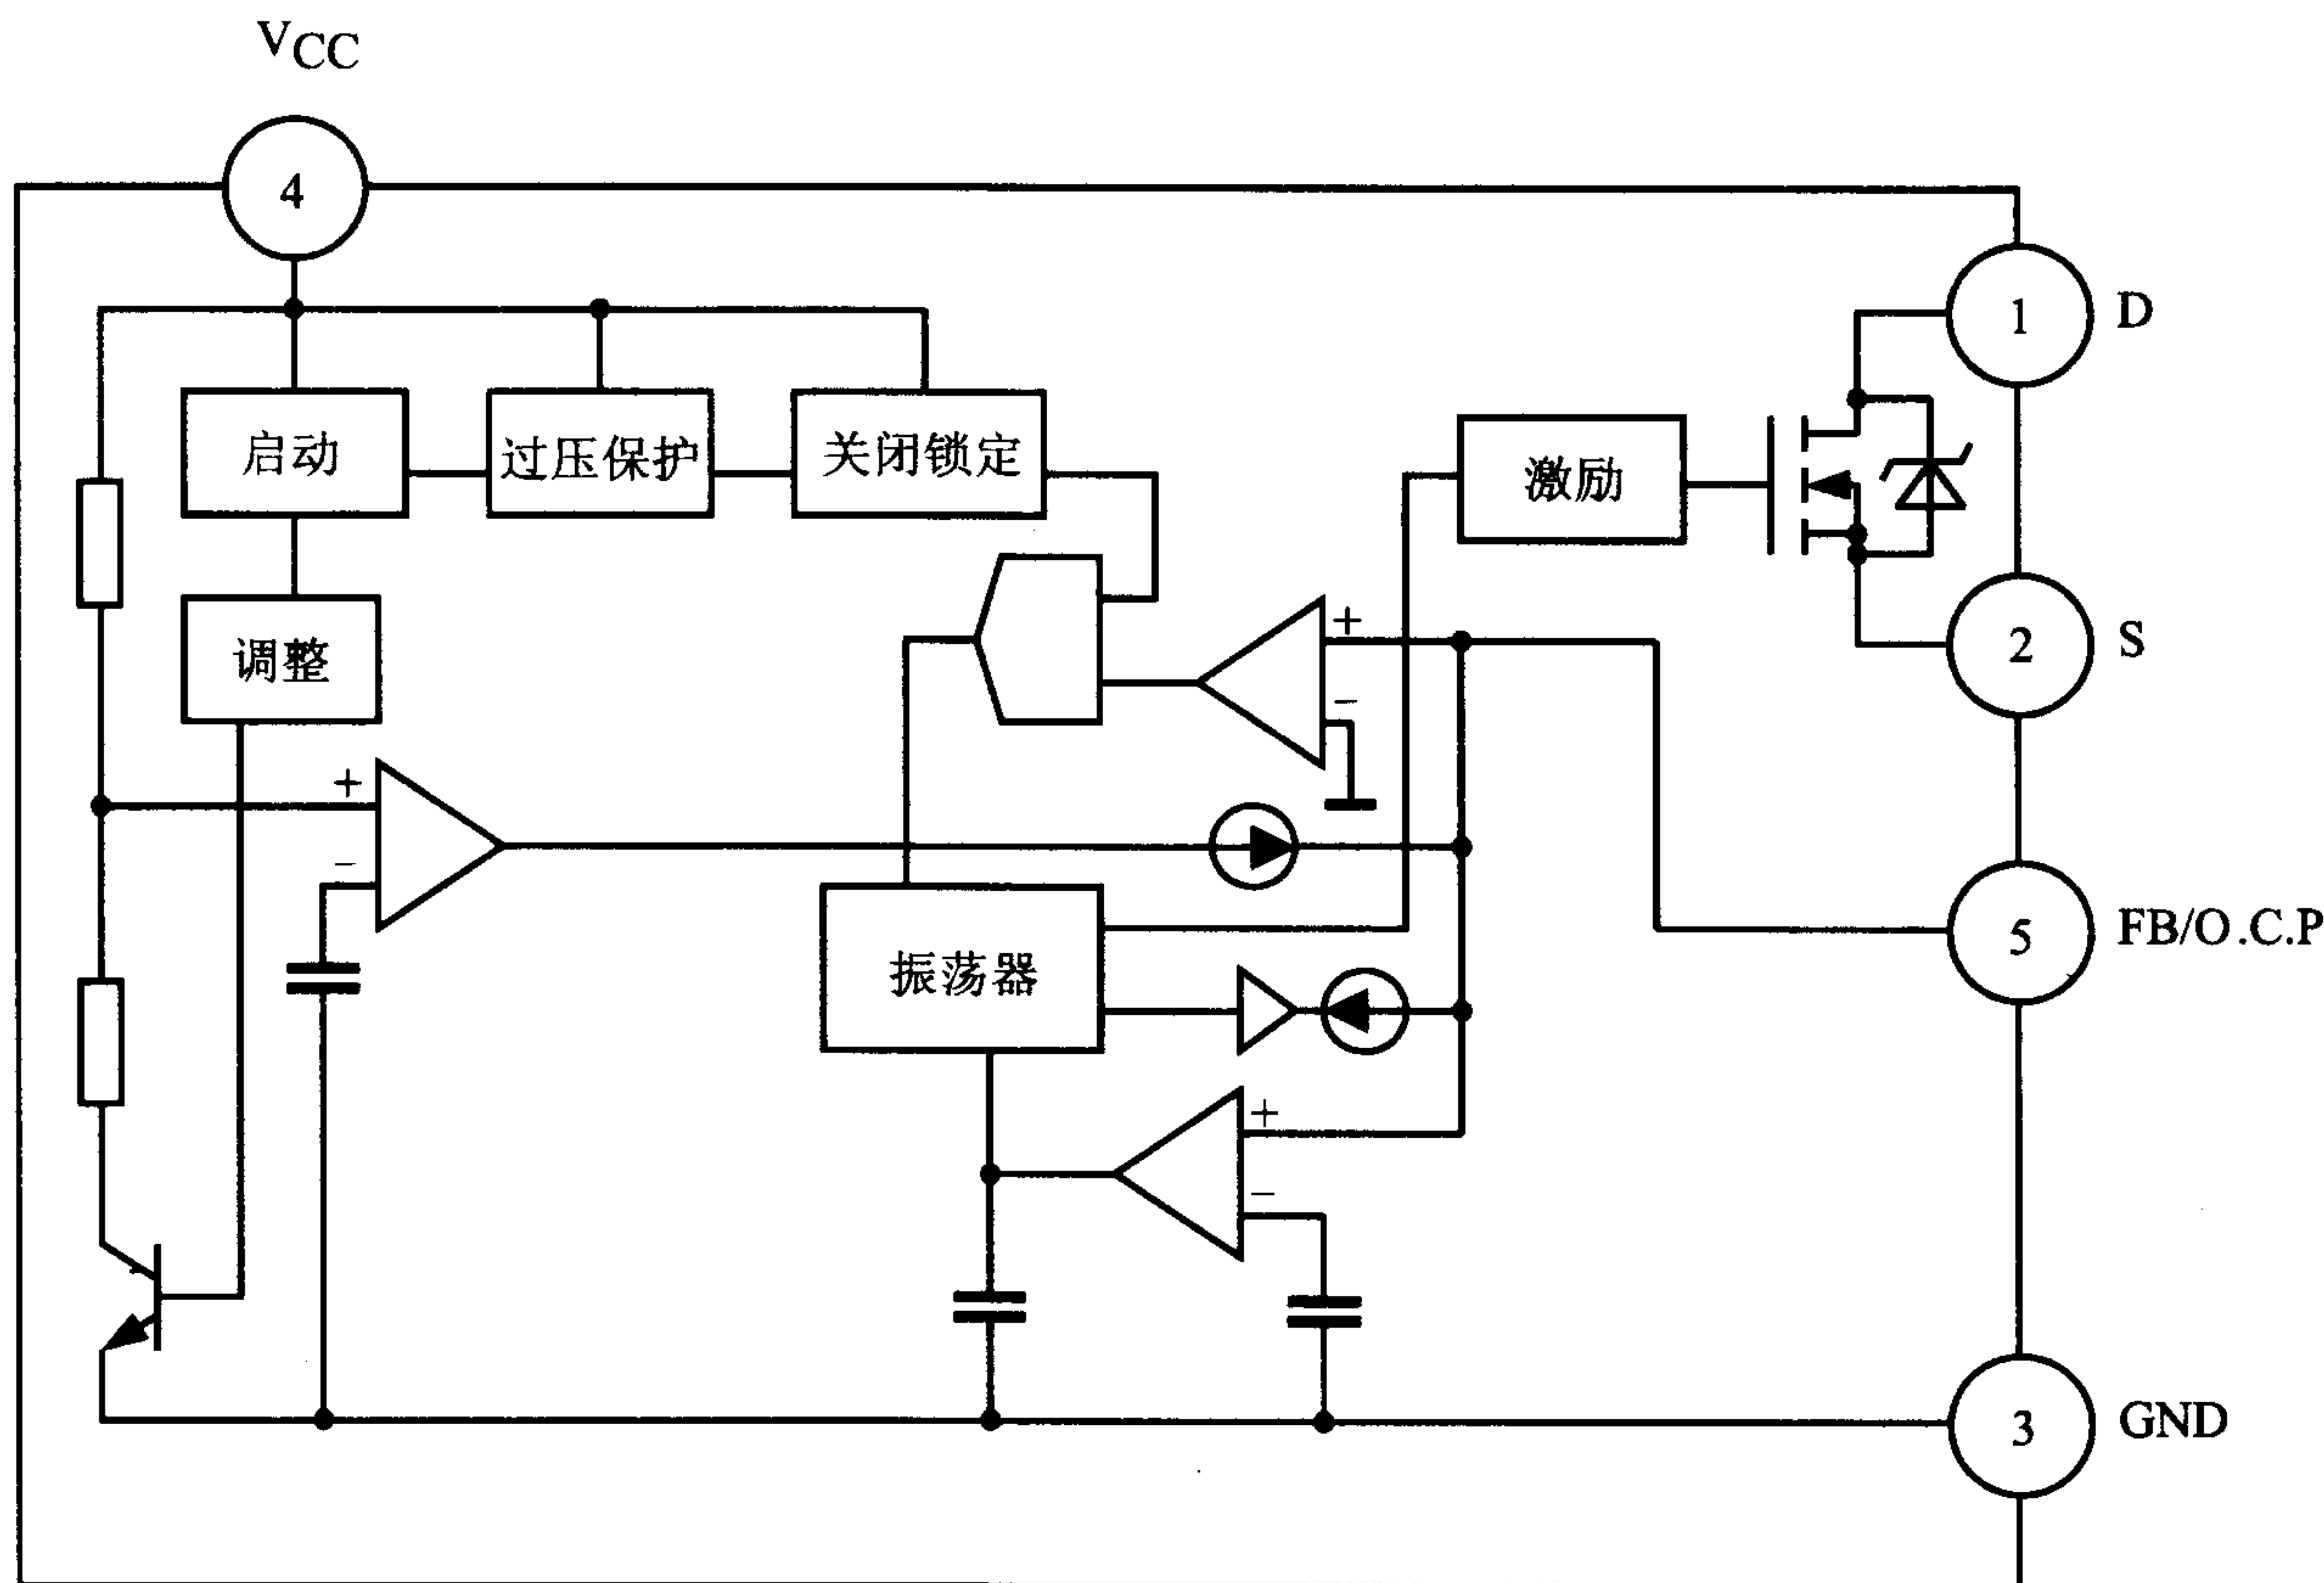 VCC
4
1 D
启动
过压保护
关闭锁定
激励
调整
+
-
2 S
+
-
5 FB/O.C.P
振荡器
+
-
3 GND